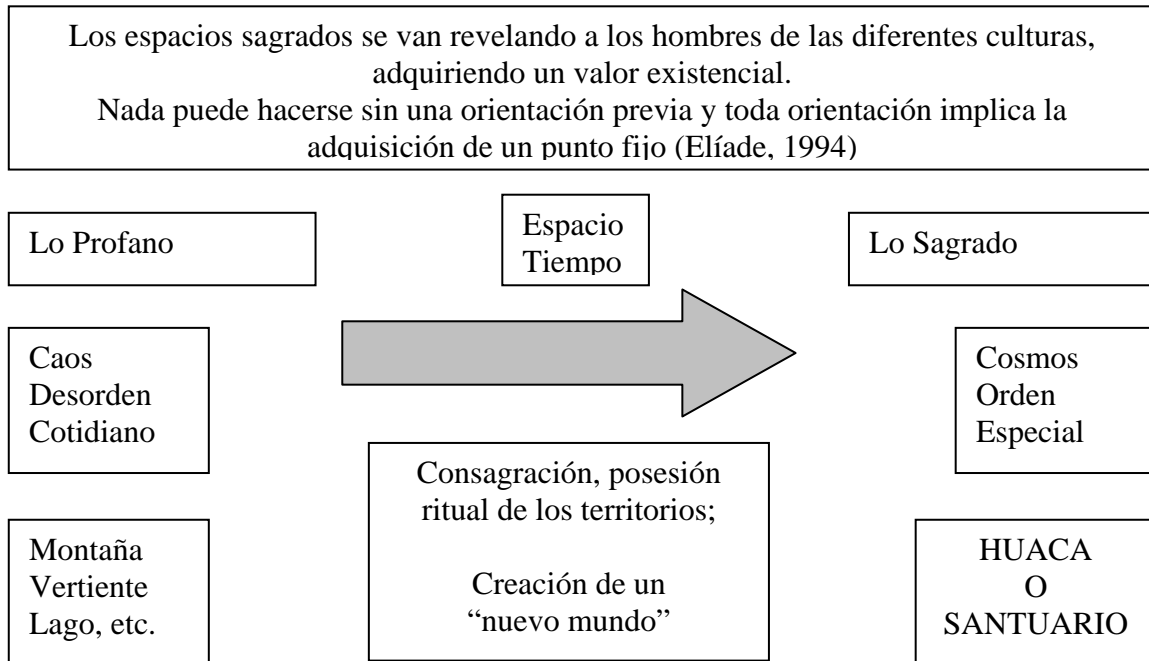 Los espacios sagrados se van revelando a los hombres de las diferentes culturas,
adquiriendo un valor existencial.
Nada puede hacerse sin una orientación previa y toda orientación implica la
adquisición de un punto fijo (Elíade, 1994)
Lo Profano
Espacio
Tiempo
Lo Sagrado
Caos
Desorden
Cotidiano
Cosmos
Orden
Especial
Consagración, posesión
ritual de los territorios;
Creación de un
“nuevo mundo”
Montaña
Vertiente
Lago, etc.
HUACA
O
SANTUARIO